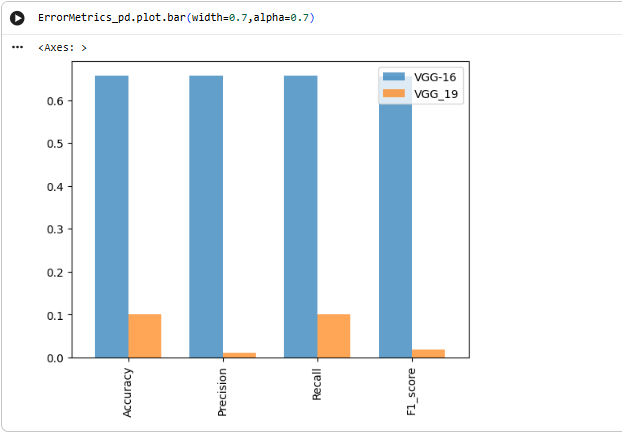 ErrorMetrics_pd.plot.bar(width=0.7,alpha=0.7)
<Axes: >
VGG-16
VGG_19
0.6
0.5
0.4
0.3
0.2
0.1
0.0
Accuracy
Precision
Recall
F1_score